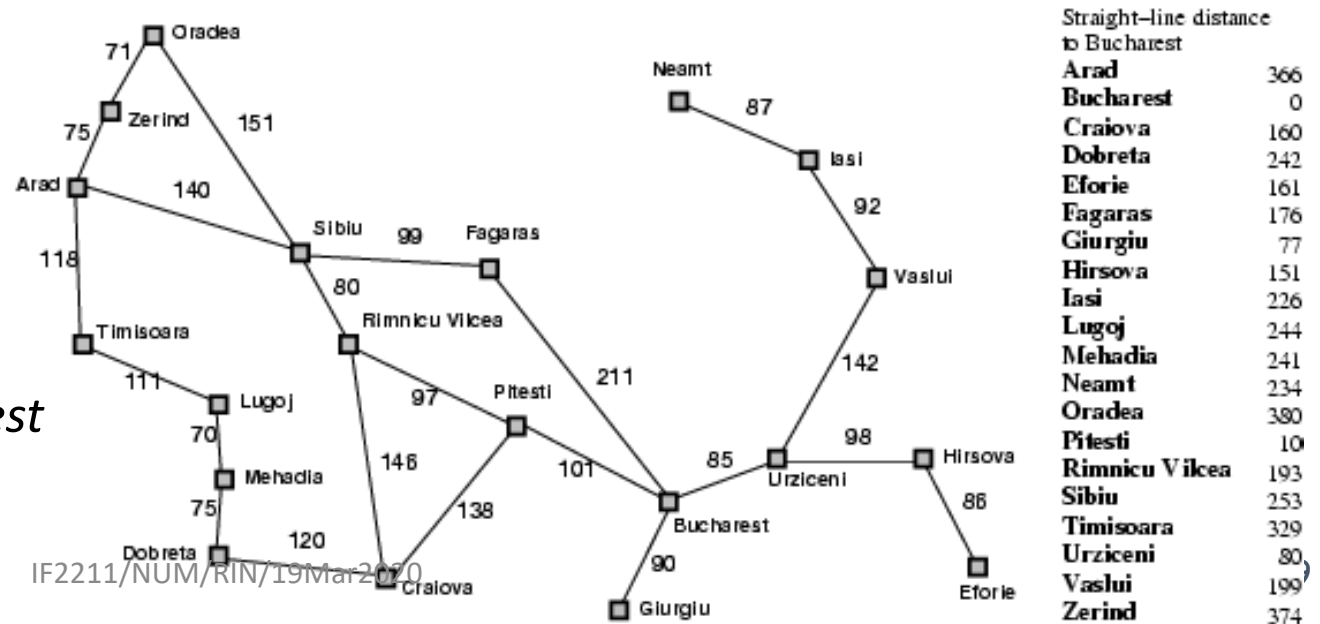 Oradea
71
Neamt
Zerind
87
75
151
Iasi
Arad
140
92
Sibiu
99
Fagaras
118
Vaslui
80
Timisoara
Rimnicu Vilcea
142
111
211
Lugoj
97
Pitesti
est
70
98
Hirsova
146
85
Mehadia
101
Urziceni
86
75
138
Bucharest
Dobreta
120
90
IF2211/NUM/RIN/19Mar2020
Craiova
Eforie
Giurgiu
Straight-line distance
to Bucharest
Arad 366
Bucharest 0
Craiova 160
Dobreta 242
Eforie 161
Fagaras 176
Giurgiu 77
Hirsova 151
Iasi 226
Lugoj 244
Mehadia 241
Neamt 234
Oradea 380
Pitesti 10
Rimnicu Vilcea 193
Sibiu 253
Timisoara 329
Urziceni 80
Vaslui 199
Zerind 374